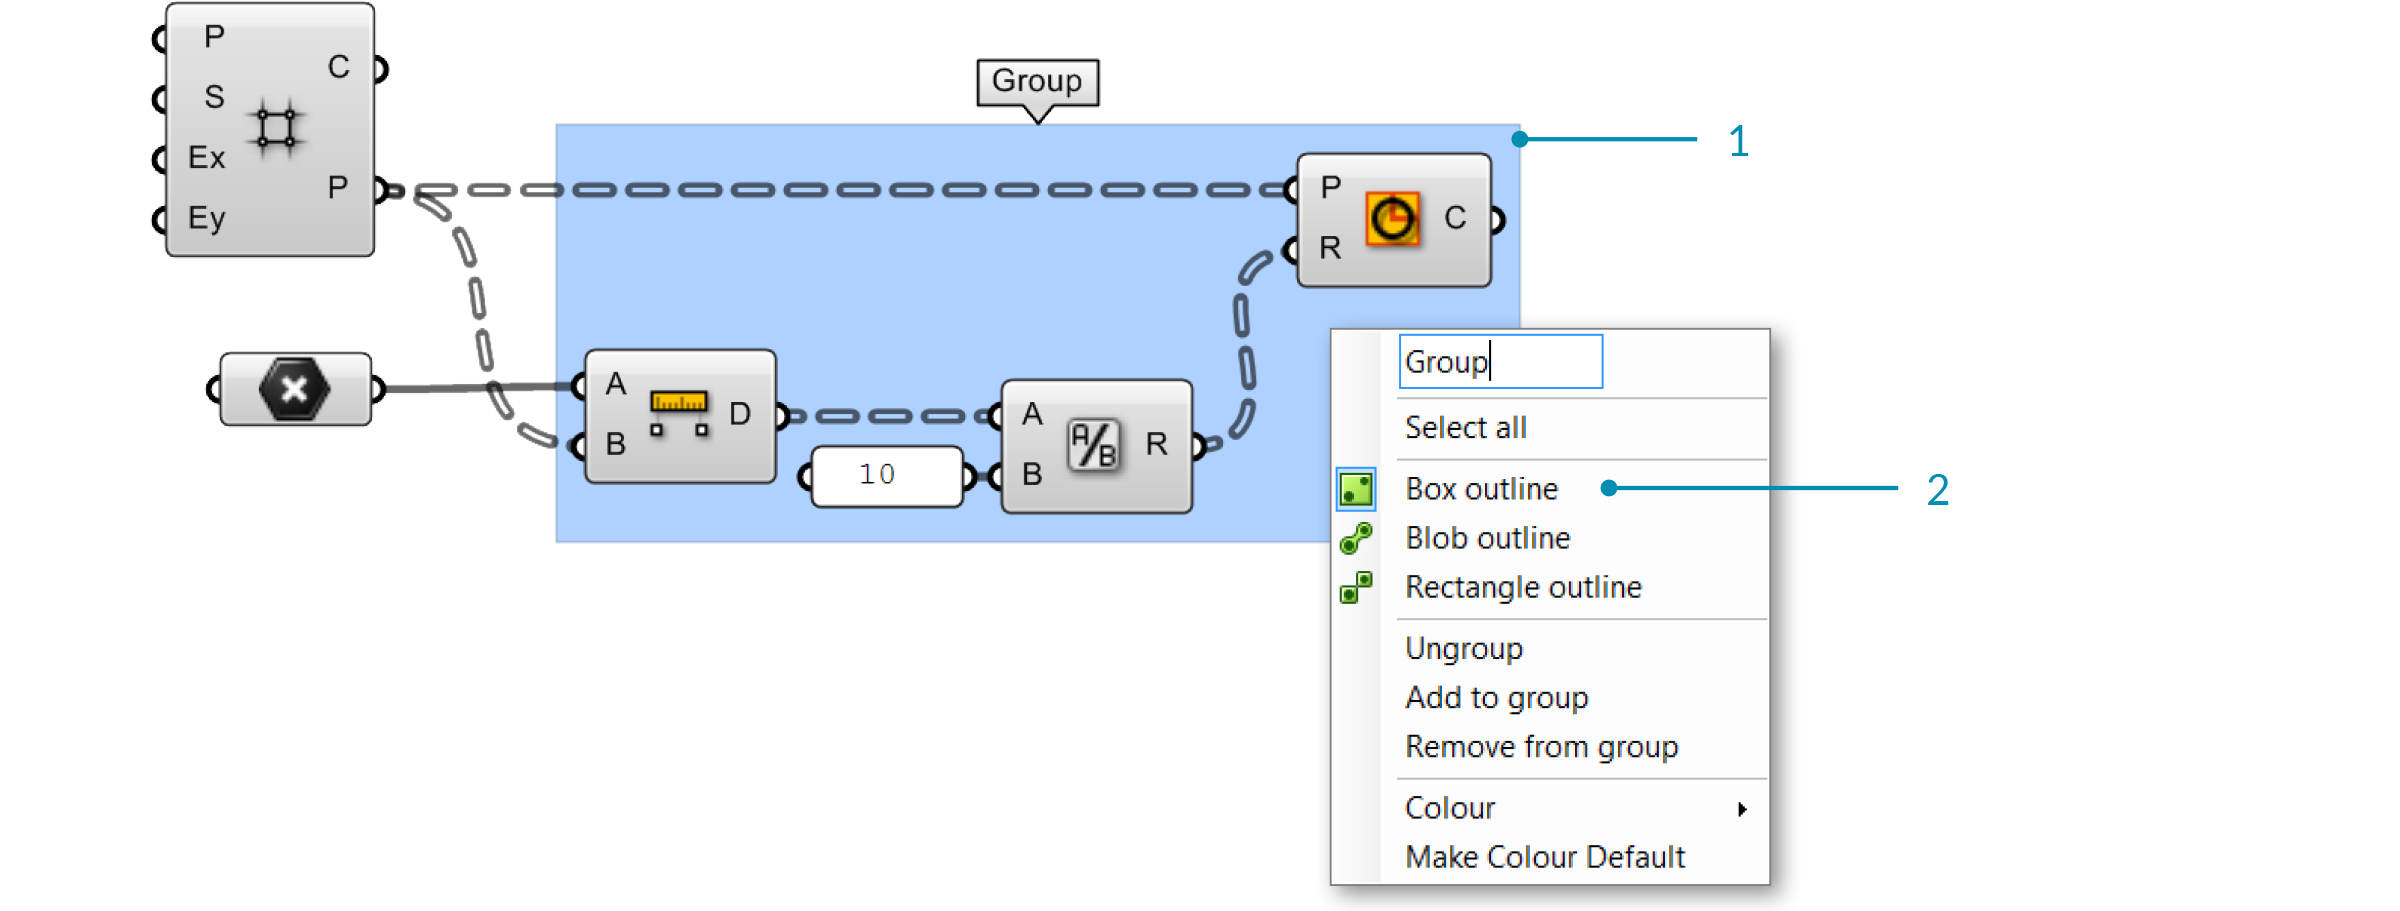 P
S
Ex
Ey
C
P
Group
1
P
R
C
A
B
D
10
A
B
A/B
R
Group
Select all
Box outline
2
Blob outline
Rectangle outline
Ungroup
Add to group
Remove from group
Colour
Make Colour Default